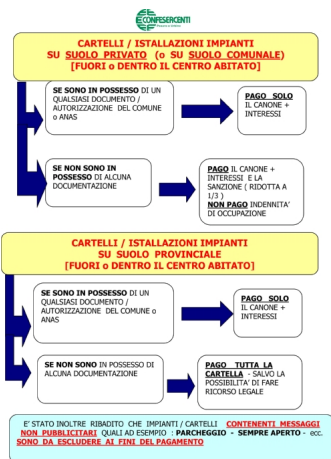 CONFESERCENTI
CARTELLI / ISTALLAZIONI IMPIANTI
SU SUOLO PRIVATO (o SU SUOLO COMUNALE)
[FUORI o DENTRO IL CENTRO ABITATO]
SE SONO IN POSSESSO DI UN
QUALSIASI DOCUMENTO /
AUTORIZZAZIONE DEL COMUNE
o ANAS
PAGO SOLO
IL CANONE +
INTERESSI
SE NON SONO IN
POSSESSO DI ALCUNA
DOCUMENTAZIONE
PAGO IL CANONE +
INTERESSI E LA
SANZIONE ( RIDOTTA A
1/3 )
NON PAGO INDENNITA'
DI OCCUPAZIONE
CARTELLI / ISTALLAZIONI IMPIANTI
SU SUOLO PROVINCIALE
[FUORI o DENTRO IL CENTRO ABITATO]
SE SONO IN POSSESSO DI UN
QUALSIASI DOCUMENTO /
AUTORIZZAZIONE DEL COMUNE o
ANAS
PAGO SOLO
IL CANONE +
INTERESSI
SE NON SONO IN POSSESSO DI
ALCUNA DOCUMENTAZIONE
PAGO TUTTA LA
CARTELLA - SALVO LA
POSSIBILITA' DI FARE
RICORSO LEGALE
E' STATO INOLTRE RIBADITO CHE IMPIANTI / CARTELLI CONTENENTI MESSAGGI
NON PUBBLICITARI QUALI AD ESEMPIO : PARCHEGGIO - SEMPRE APERTO - ecc.
SONO DA ESCLUDERE AI FINI DEL PAGAMENTO